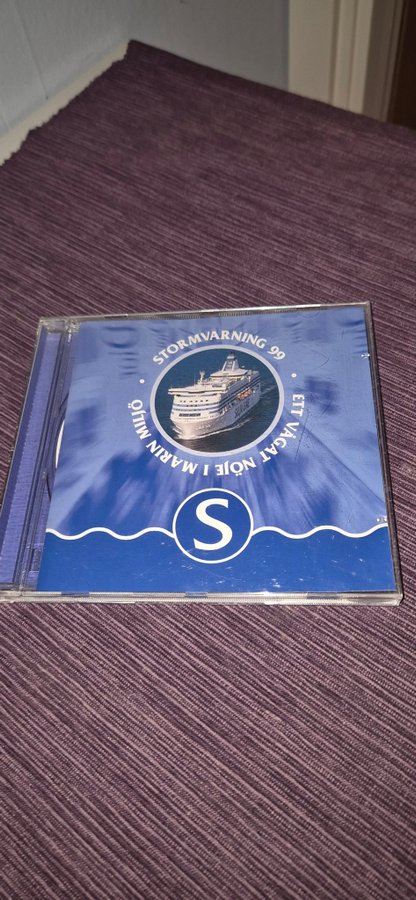 STORMVARNING 99
• ETT VÅGAT NÖJE I MARIN MILJÖ •
S